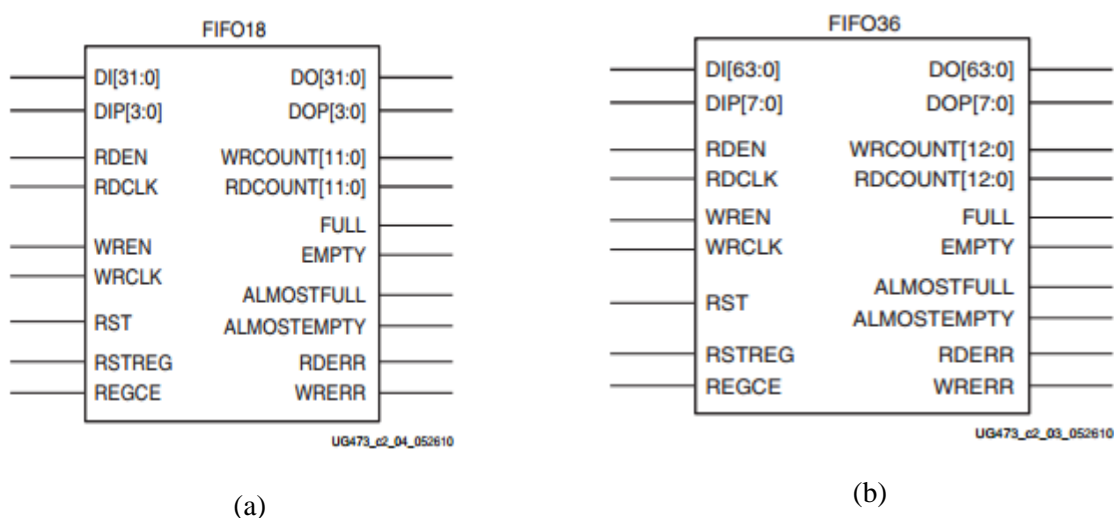 FIFO18
DI[31:0] DO[31:0]
DIP[3:0] DOP[3:0]
RDEN WRCOUNT[11:0]
RDCLK RDCOUNT[11:0]
FULL
WREN EMPTY
WRCLK
ALMOSTFULL
RST ALMOSTEMPTY
RSTREG RDERR
REGCE WRERR
UG473_c2_04_052610
(a)
FIFO36
DI[63:0] DO[63:0]
DIP[7:0] DOP[7:0]
RDEN WRCOUNT[12:0]
RDCLK RDCOUNT[12:0]
WREN FULL
WRCLK EMPTY
ALMOSTFULL
RST
ALMOSTEMPTY
RSTREG RDERR
REGCE WRERR
UG473_c2_03_052610
(b)